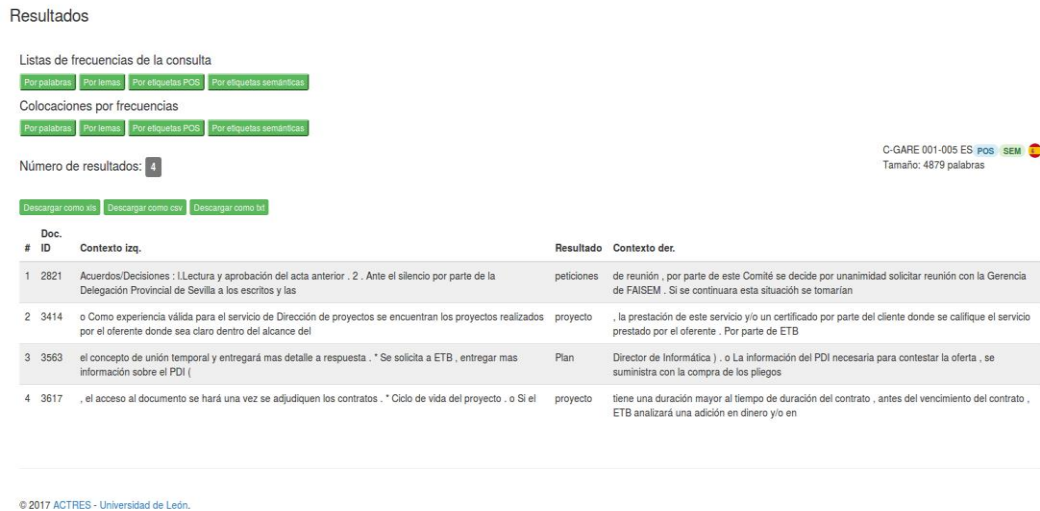 Resultados
Listas de frecuencias de la consulta
Por palabras Por lemas Por etiquetas POS Por etiquetas semánticas
Colocaciones por frecuencias
Por palabras Por lemas Por etiquetas POS Por etiquetas semánticas
C-GARE 001-005 ES POS SEM
Número de resultados: 4
Tamaño: 4879 palabras
Descargar como xls Descargar como csv Descargar como txt
# Doc. ID Contexto izq. Resultado Contexto der.
1 2821 Acuerdos/Decisiones : I.Lectura y aprobación del acta anterior . 2 . Ante el silencio por parte de la peticiones de reunión , por parte de este Comité se decide por unanimidad solicitar reunión con la Gerencia
Delegación Provincial de Sevilla a los escritos y las de FAISEM . Si se continuara esta situacióh se tomarían
2 3414 o Como experiencia válida para el servicio de Dirección de proyectos se encuentran los proyectos realizados proyecto , la prestación de este servicio y/o un certificado por parte del cliente donde se califique el servicio
por el oferente donde sea claro dentro del alcance del prestado por el oferente . Por parte de ETB
3 3563 el concepto de unión temporal y entregará mas detalle a respuesta . * Se solicita a ETB , entregar mas Plan Director de Informática ) . o La información del PDI necesaria para contestar la oferta , se
información sobre el PDI ( suministra con la compra de los pliegos
4 3617 , el acceso al documento se hará una vez se adjudiquen los contratos . * Ciclo de vida del proyecto . o Si el proyecto tiene una duración mayor al tiempo de duración del contrato , antes del vencimiento del contrato ,
ETB analizará una adición en dinero y/o en
© 2017 ACTRES - Universidad de León.